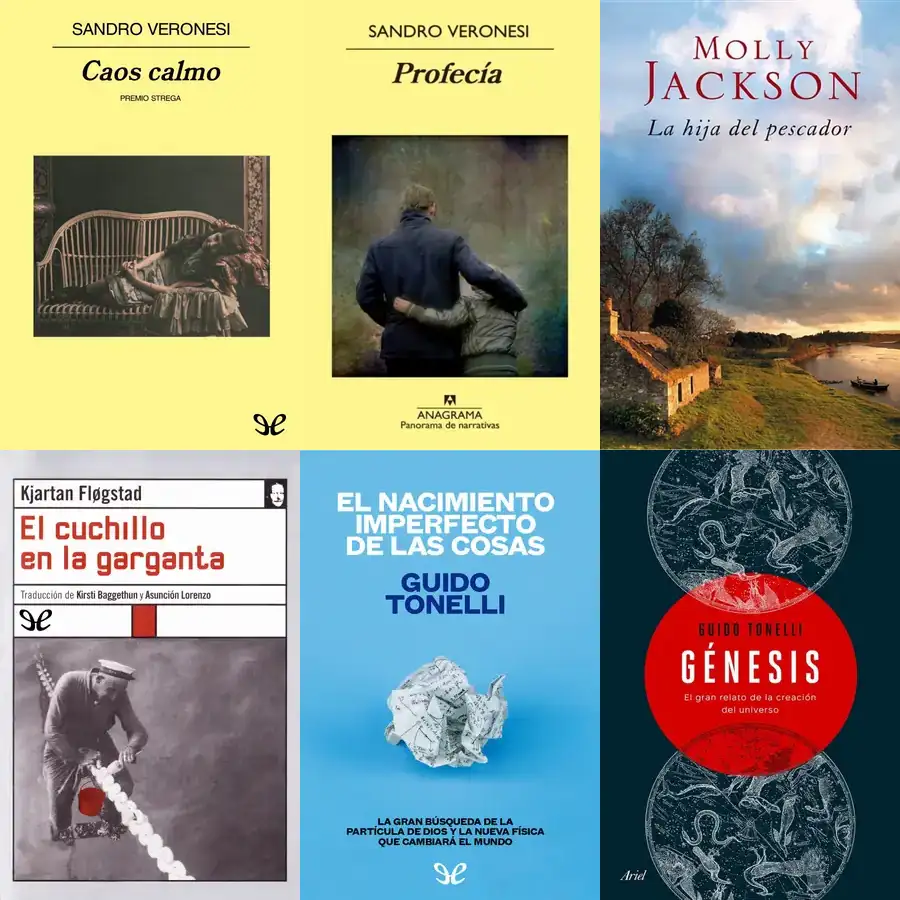 SANDRO VERONESI
Caos calmo
PREMIO STREGA
SANDRO VERONESI
Profecía
ANAGRAMA
Panorama de narrativas
MOLLY
JACKSON
La hija del pescador
Kjartan Fløgstad
El cuchillo
en la garganta
Traducción de Kirsti Baggethun y Asunción Lorenzo
EL NACIMIENTO
IMPERFECTO
DE LAS COSAS
GUIDO
TONELLI
LA GRAN BÚSQUEDA DE LA
PARTÍCULA DE DIOS Y LA NUEVA FÍSICA
QUE CAMBIARÁ EL MUNDO
GUIDO TONELLI
GÉNESIS
El gran relato de la creación
del universo
Ariel